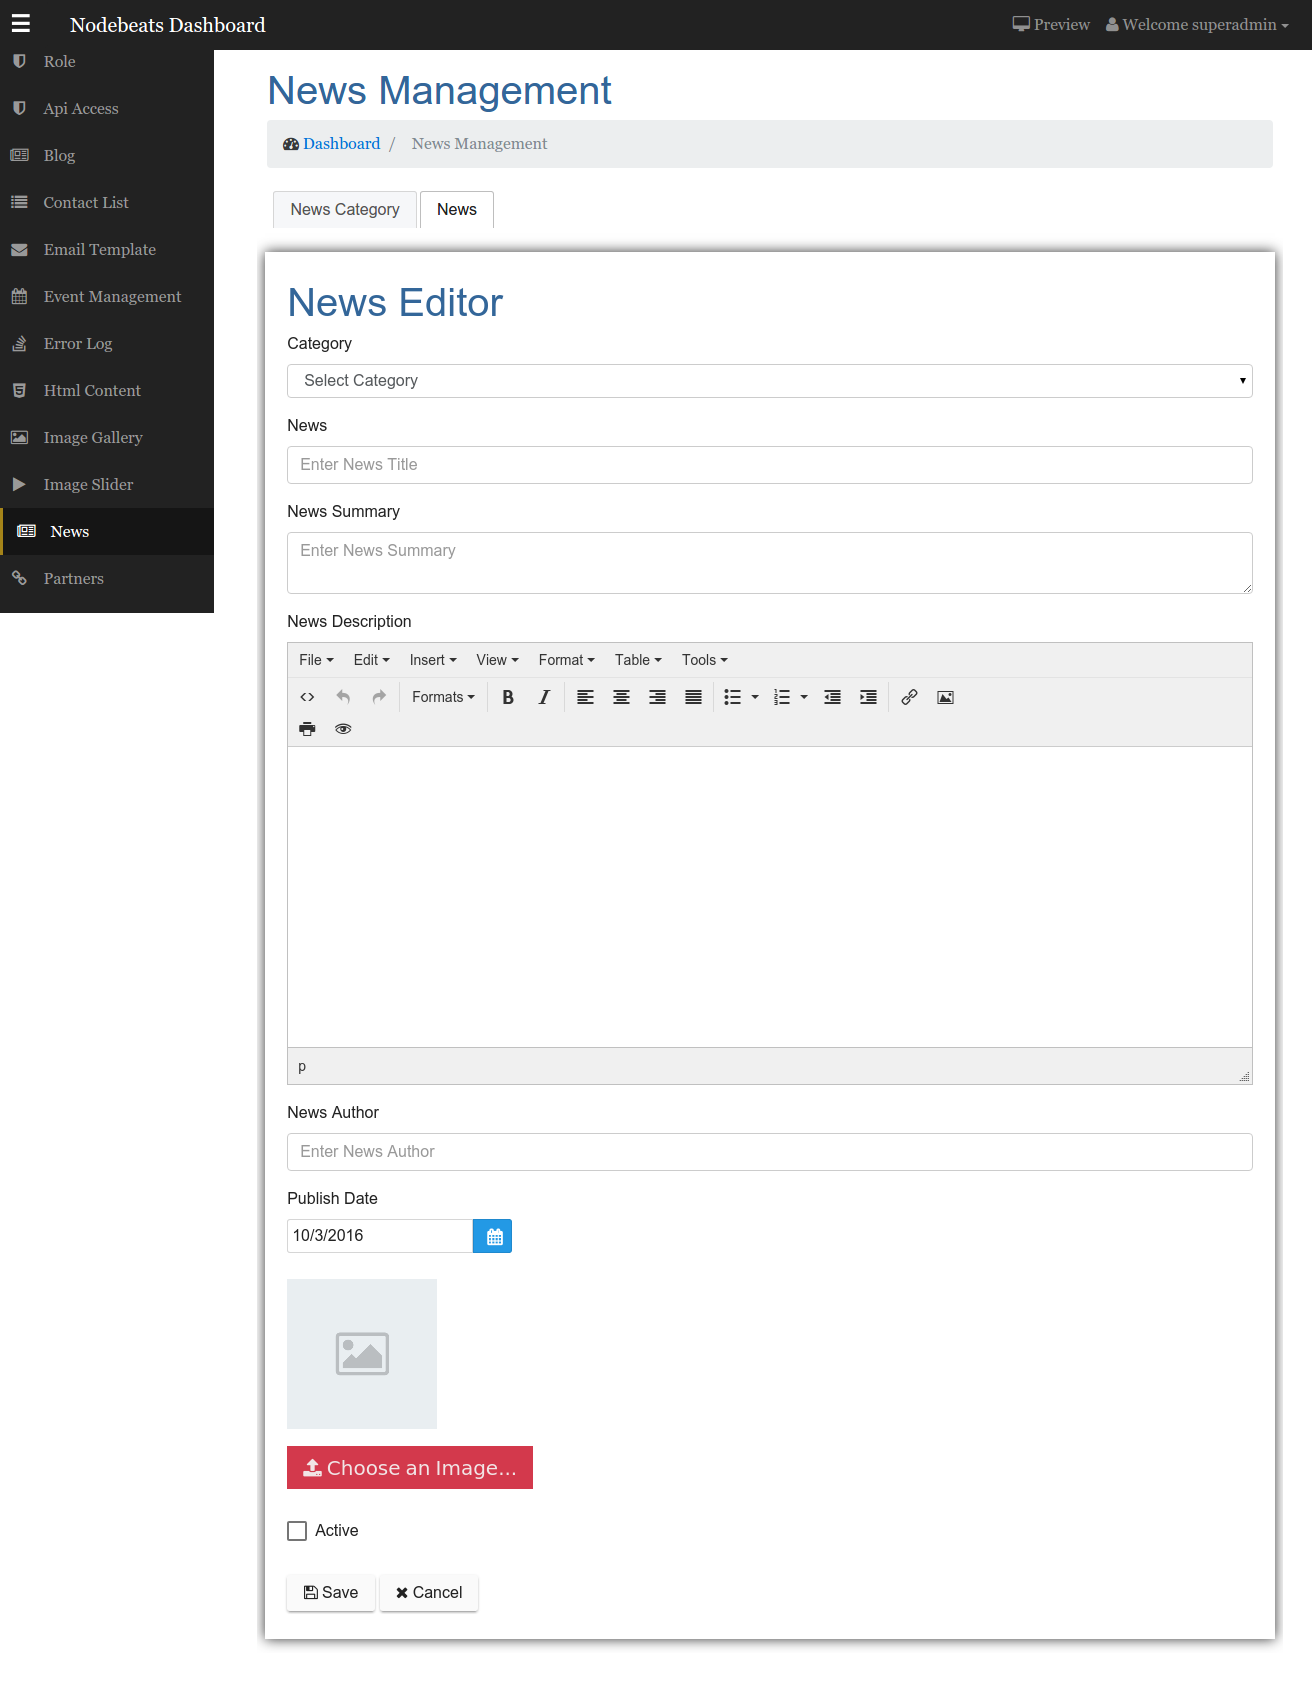 Nodebeats Dashboard
Preview
Welcome superadmin
Role
Api Access
Blog
Contact List
Email Template
Event Management
Error Log
Html Content
Image Gallery
Image Slider
News
Partners
News Management
Dashboard / News Management
News Category
News
News Editor
Category
Select Category
News
Enter News Title
News Summary
Enter News Summary
News Description
File Edit Insert View Format Table Tools
Formats B I
p
News Author
Enter News Author
Publish Date
10/3/2016
Choose an Image...
Active
Save Cancel